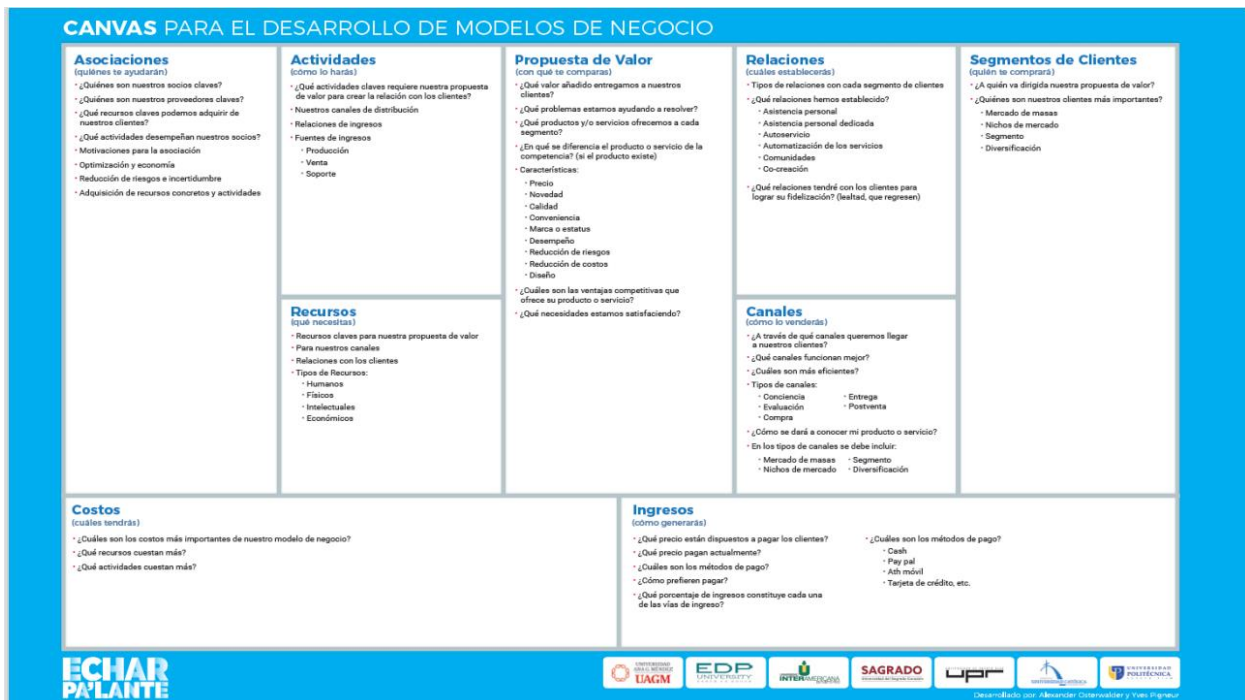 CANVAS PARA EL DESARROLLO DE MODELOS DE NEGOCIO
Asociaciones
(quiénes te ayudarán)
· ¿Quiénes son nuestros socios claves?
· ¿Quiénes son nuestros proveedores claves?
· ¿Qué recursos claves podemos adquirir de
nuestros clientes?
· ¿Qué actividades desempeñan nuestros socios?
· Motivaciones para la asociación
· Optimización y economía
· Reducción de riesgos e incertidumbre
· Adquisición de recursos concretos y actividades
Actividades
(cómo lo harás)
· ¿Qué actividades claves requiere nuestra propuesta
de valor para crear la relación con los clientes?
· Nuestros canales de distribución
· Relaciones de ingresos
· Fuentes de ingresos
· Producción
· Venta
· Soporte
Recursos
(qué necesitas)
· Recursos claves para nuestra propuesta de valor
· Para nuestros canales
· Relaciones con los clientes
· Tipos de Recursos:
· Humanos
· Físicos
· Intelectuales
· Económicos
Propuesta de Valor
(con qué te comparas)
· ¿Qué valor añadido entregamos a nuestros
clientes?
· ¿Qué problemas estamos ayudando a resolver?
· ¿Qué productos y/o servicios ofrecemos a cada
segmento?
· ¿En qué se diferencia el producto o servicio de la
competencia? (si el producto existe)
· Características:
· Precio
· Novedad
· Calidad
· Conveniencia
· Marca o estatus
· Desempeño
· Reducción de riesgos
· Reducción de costos
· Diseño
· ¿Cuáles son las ventajas competitivas que
ofrece su producto o servicio?
· ¿Qué necesidades estamos satisfaciendo?
Relaciones
(cuáles establecerás)
· Tipos de relaciones con cada segmento de clientes
· ¿Qué relaciones hemos establecido?
· Asistencia personal
· Asistencia personal dedicada
· Autoservicio
· Automatización de los servicios
· Comunidades
· Co-creación
· ¿Qué relaciones tendré con los clientes para
lograr su fidelización? (lealtad, que regresen)
Canales
(cómo lo venderás)
· ¿A través de qué canales queremos llegar
a nuestros clientes?
· ¿Qué canales funcionan mejor?
· ¿Cuáles son más eficientes?
· Tipos de canales:
· Conciencia · Entrega
· Evaluación · Postventa
· Compra
· ¿Cómo se dará a conocer mi producto o servicio?
· En los tipos de canales se debe incluir:
· Mercado de masas · Segmento
· Nichos de mercado · Diversificación
Segmentos de Clientes
(quién te comprará)
· ¿A quién va dirigida nuestra propuesta de valor?
· ¿Quiénes son nuestros clientes más importantes?
· Mercado de masas
· Nichos de mercado
· Segmento
· Diversificación
Costos
(cuáles tendrás)
· ¿Cuáles son los costos más importantes de nuestro modelo de negocio?
· ¿Qué recursos cuestan más?
· ¿Qué actividades cuestan más?
Ingresos
(cómo generarás)
· ¿Qué precio están dispuestos a pagar los clientes?
· ¿Qué precio pagan actualmente?
· ¿Cuáles son los métodos de pago?
· ¿Cómo prefieren pagar?
· ¿Qué porcentaje de ingresos constituye cada una
de las vías de ingreso?
· ¿Cuáles son los métodos de pago?
· Cash
· Pay pal
· Ath móvil
· Tarjeta de crédito, etc.
ECHAR
PA'LANTE
UAGM
EDP
UNIVERSITY
INTERAMERICANA
SAGRADO
upr
UNIVERSIDAD
POLITÉCNICA
Desarrollado por: Alexander Osterwalder y Yves Pigneur